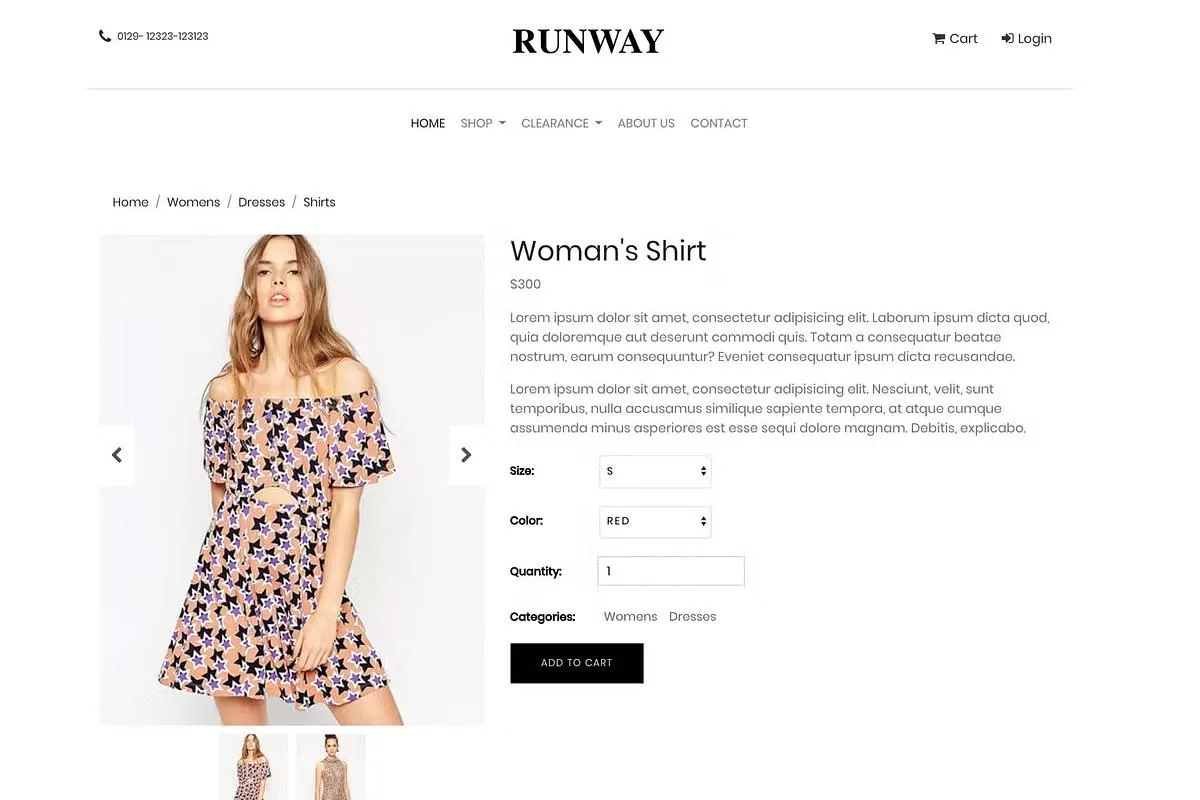 0129- 12323-123123
RUNWAY
Cart
Login
HOME SHOP CLEARANCE ABOUT US CONTACT
Home / Womens / Dresses / Shirts
Woman's Shirt
$300
Lorem ipsum dolor sit amet, consectetur adipisicing elit. Laborum ipsum dicta quod,
quia doloremque aut deserunt commodi quis. Totam a consequatur beatae
nostrum, earum consequuntur? Eveniet consequatur ipsum dicta recusandae.
Lorem ipsum dolor sit amet, consectetur adipisicing elit. Nesciunt, velit, sunt
temporibus, nulla accusamus similique sapiente tempora, at atque cumque
assumenda minus asperiores est esse sequi dolore magnam. Debitis, explicabo.
Size: S
Color: RED
Quantity: 1
Categories: Womens Dresses
ADD TO CART